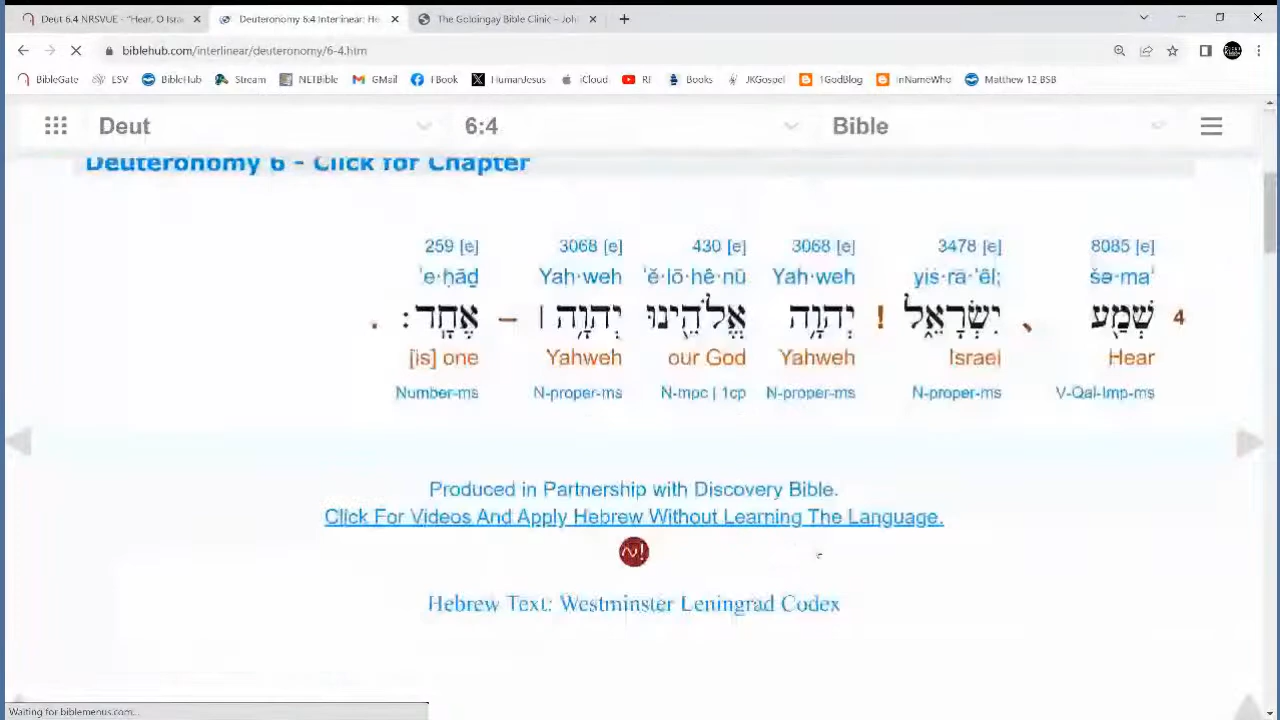 Deut 6.4 NRSVUE - "Hear, O Isra
Deuteronomy 6:4 Interlinear: He
The Goldingay Bible Clinic – Joh
biblehub.com/interlinear/deuteronomy/6-4.htm
BibleGate ESV BibleHub Stream NETBible GMail f Book HumanJesus iCloud RF Books JKGospel 1GodBlog InNameWho Matthew 12 BSB
Deut 6:4 Bible
Deuteronomy 6 - Click for Chapter
259 [e] 3068 [e] 430 [e] 3068 [e] 3478 [e] 8085 [e]
’e·ḥāḏ Yah·weh ’ĕ·lō·hê·nū Yah·weh yiś·rā·’êl; šə·ma‘
4 שְׁמַ֖ע 、 יִשְׂרָאֵ֑ל ! יְהוָ֥ה אֱלֹהֵ֖ינוּ יְהוָ֥ה ׀ – אֶחָֽד׃ .
[is] one Yahweh our God Yahweh Israel Hear
Number-ms N-proper-ms N-mpc | 1cp N-proper-ms N-proper-ms V-Qal-Imp-ms
Produced in Partnership with Discovery Bible.
Click For Videos And Apply Hebrew Without Learning The Language.
Hebrew Text: Westminster Leningrad Codex
Waiting for biblemenus.com...